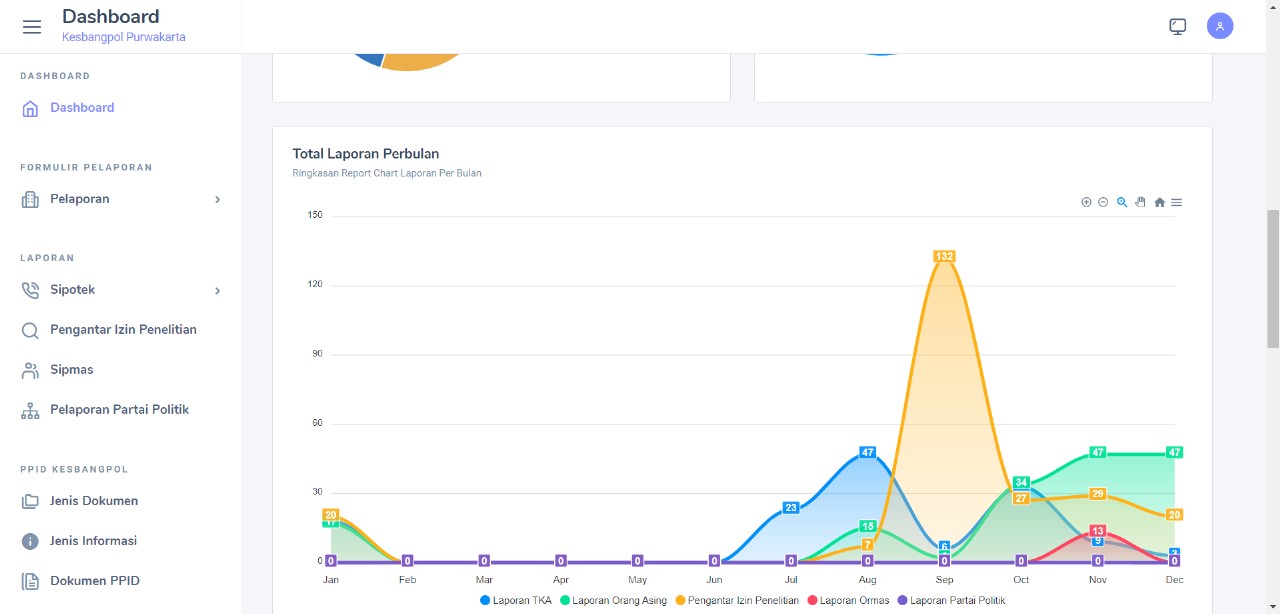 Dashboard
Kesbangpol Purwakarta
DASHBOARD
Dashboard
FORMULIR PELAPORAN
Pelaporan
LAPORAN
Sipotek
Pengantar Izin Penelitian
Sipmas
Pelaporan Partai Politik
PPID KESBANGPOL
Jenis Dokumen
Jenis Informasi
Dokumen PPID
Total Laporan Perbulan
Ringkasan Report Chart Laporan Per Bulan
150
132
120
90
60
47 47 47
34
30
23 27 29
20 17 15 20
7 6 13 9
0 0 0 0 0 0 0 0 0 0 0 0 0
Jan Feb Mar Apr May Jun Jul Aug Sep Oct Nov Dec
Laporan TKA Laporan Orang Asing Pengantar Izin Penelitian Laporan Ormas Laporan Partai Politik